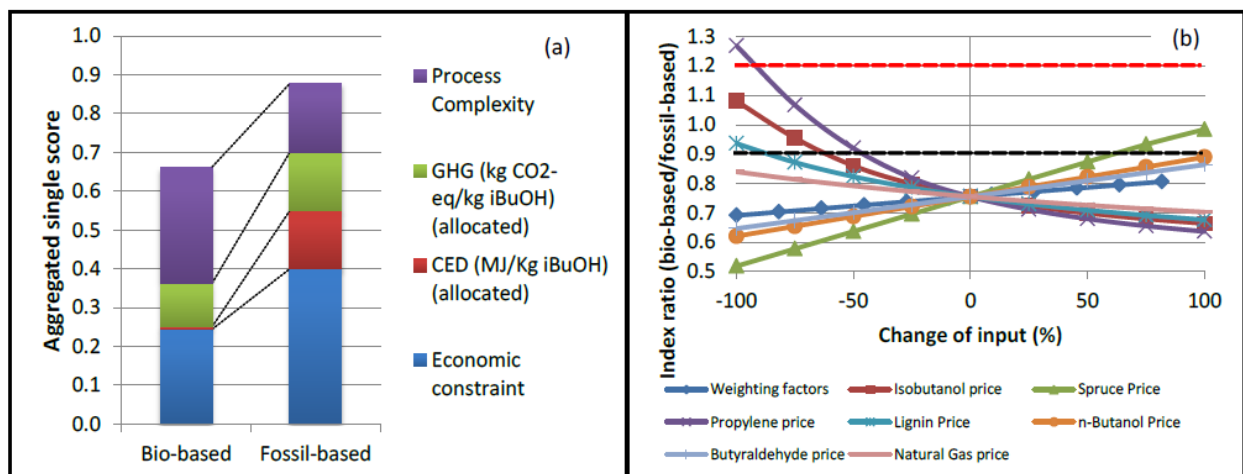 (a)
Aggregated single score
1.0
0.9
0.8
0.7
0.6
0.5
0.4
0.3
0.2
0.1
0.0
Bio-based
Fossil-based
Process
Complexity
GHG (kg CO2-
eq/kg iBuOH)
(allocated)
CED (MJ/Kg iBuOH)
(allocated)
Economic
constraint
(b)
Index ratio (bio-based/fossil-based)
1.3
1.2
1.1
1.0
0.9
0.8
0.7
0.6
0.5
-100
-50
0
50
100
Change of input (%)
Weighting factors
Isobutanol price
Spruce Price
Propylene price
Lignin Price
n-Butanol Price
Butyraldehyde price
Natural Gas price